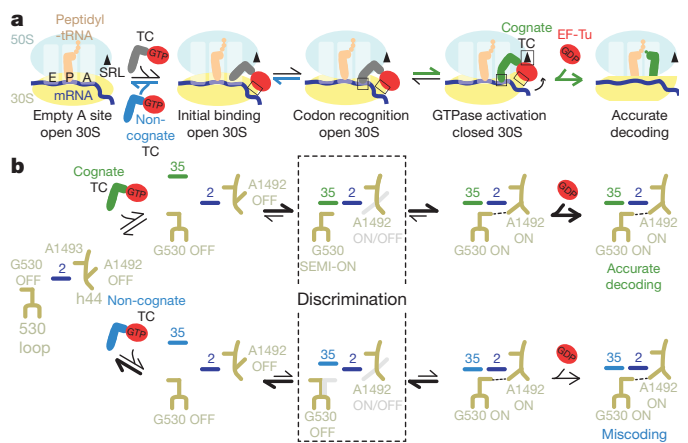 a
Peptidyl
-tRNA
50S
30S
E P A
mRNA
SRL
TC
GTP
GTP
Non-
cognate
TC
Cognate
TC
EF-Tu
GDP
Empty A site
open 30S
Initial binding
open 30S
Codon recognition
open 30S
GTPase activation
closed 30S
Accurate
decoding
b
Cognate
TC
GTP
35
2
A1492
OFF
G530 OFF
35
2
A1492
ON/OFF
G530
SEMI-ON
35
2
A1492
ON
G530 ON
GDP
35
2
A1492
ON
G530 ON
Accurate
decoding
A1493
G530
OFF
2
A1492
OFF
h44
530
loop
Discrimination
Non-cognate
TC
GTP
35
2
A1492
OFF
G530 OFF
35
2
A1492
ON/OFF
G530
OFF
35
2
A1492
ON
G530 ON
GDP
35
2
A1492
ON
G530 ON
Miscoding